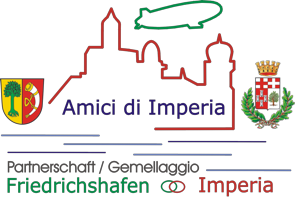 Amici di Imperia
Partnerschaft / Gemellaggio
Friedrichshafen Imperia